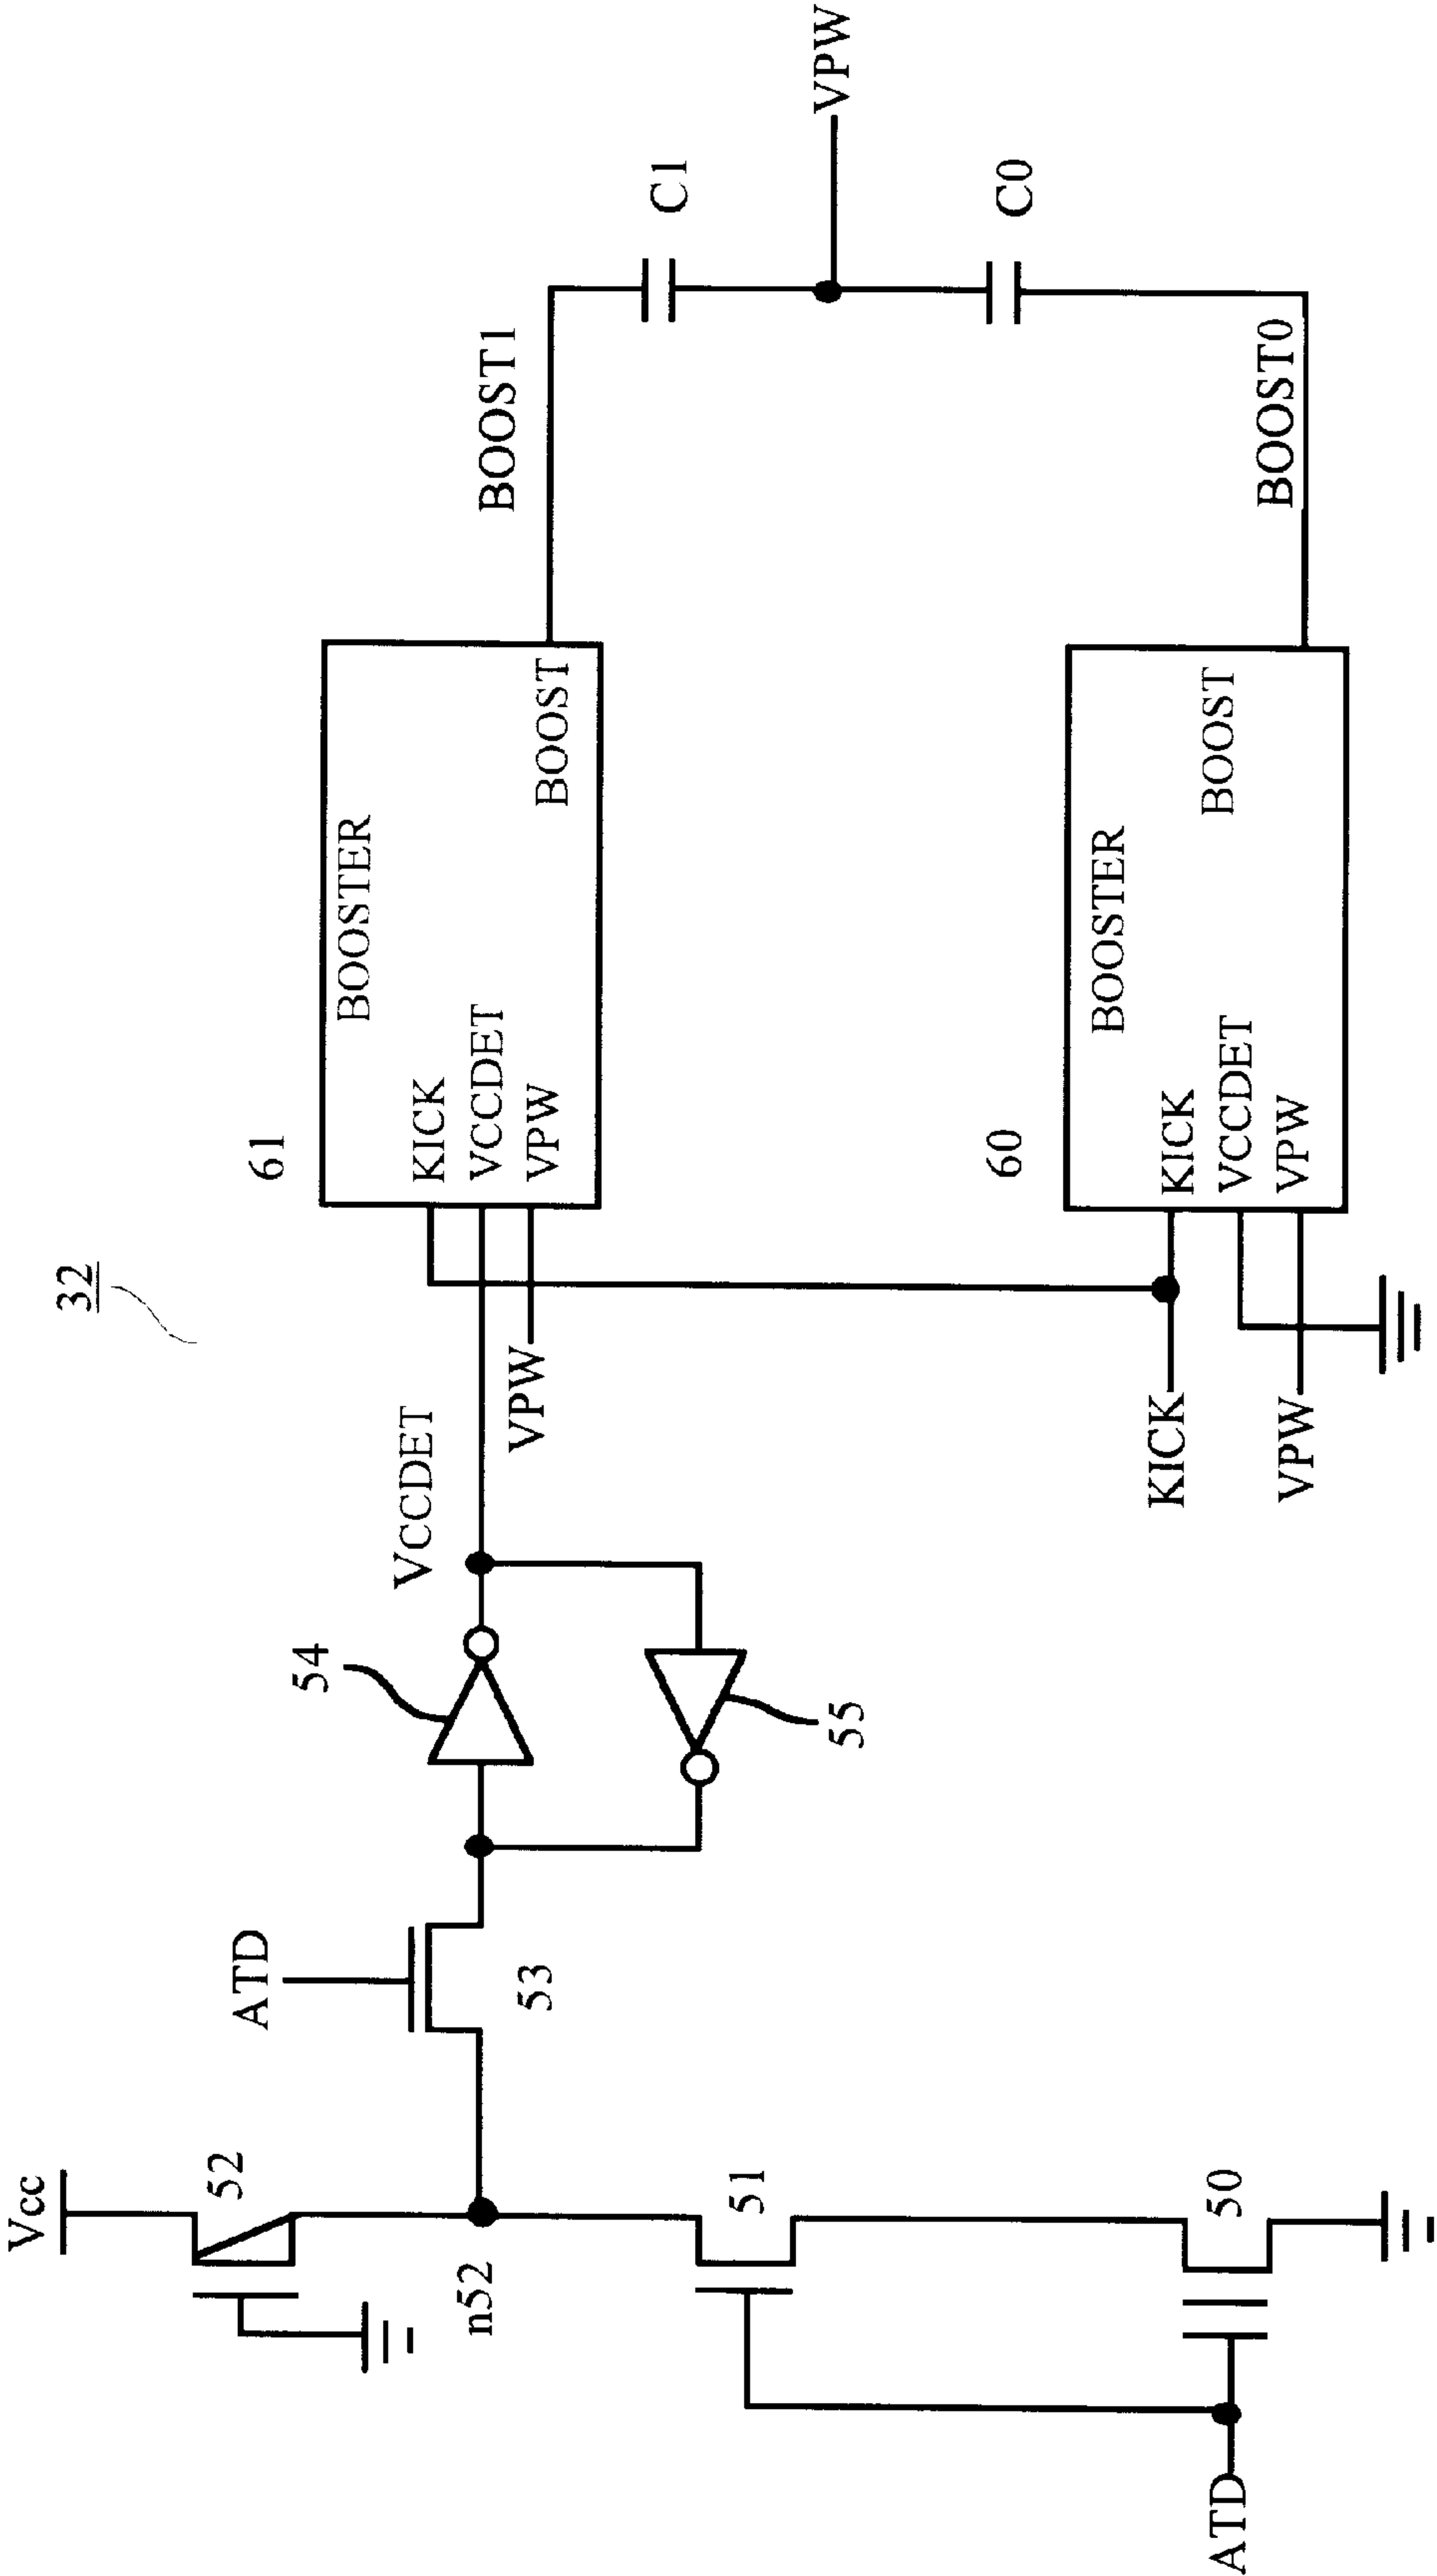 32
Vcc
52
n52
51
50
ATD
ATD
53
54
55
VCCDET
VPW
KICK
VPW
61
BOOSTER
KICK
VCCDET
VPW
BOOST
60
BOOSTER
KICK
VCCDET
VPW
BOOST
BOOST1
BOOST0
C1
C0
VPW